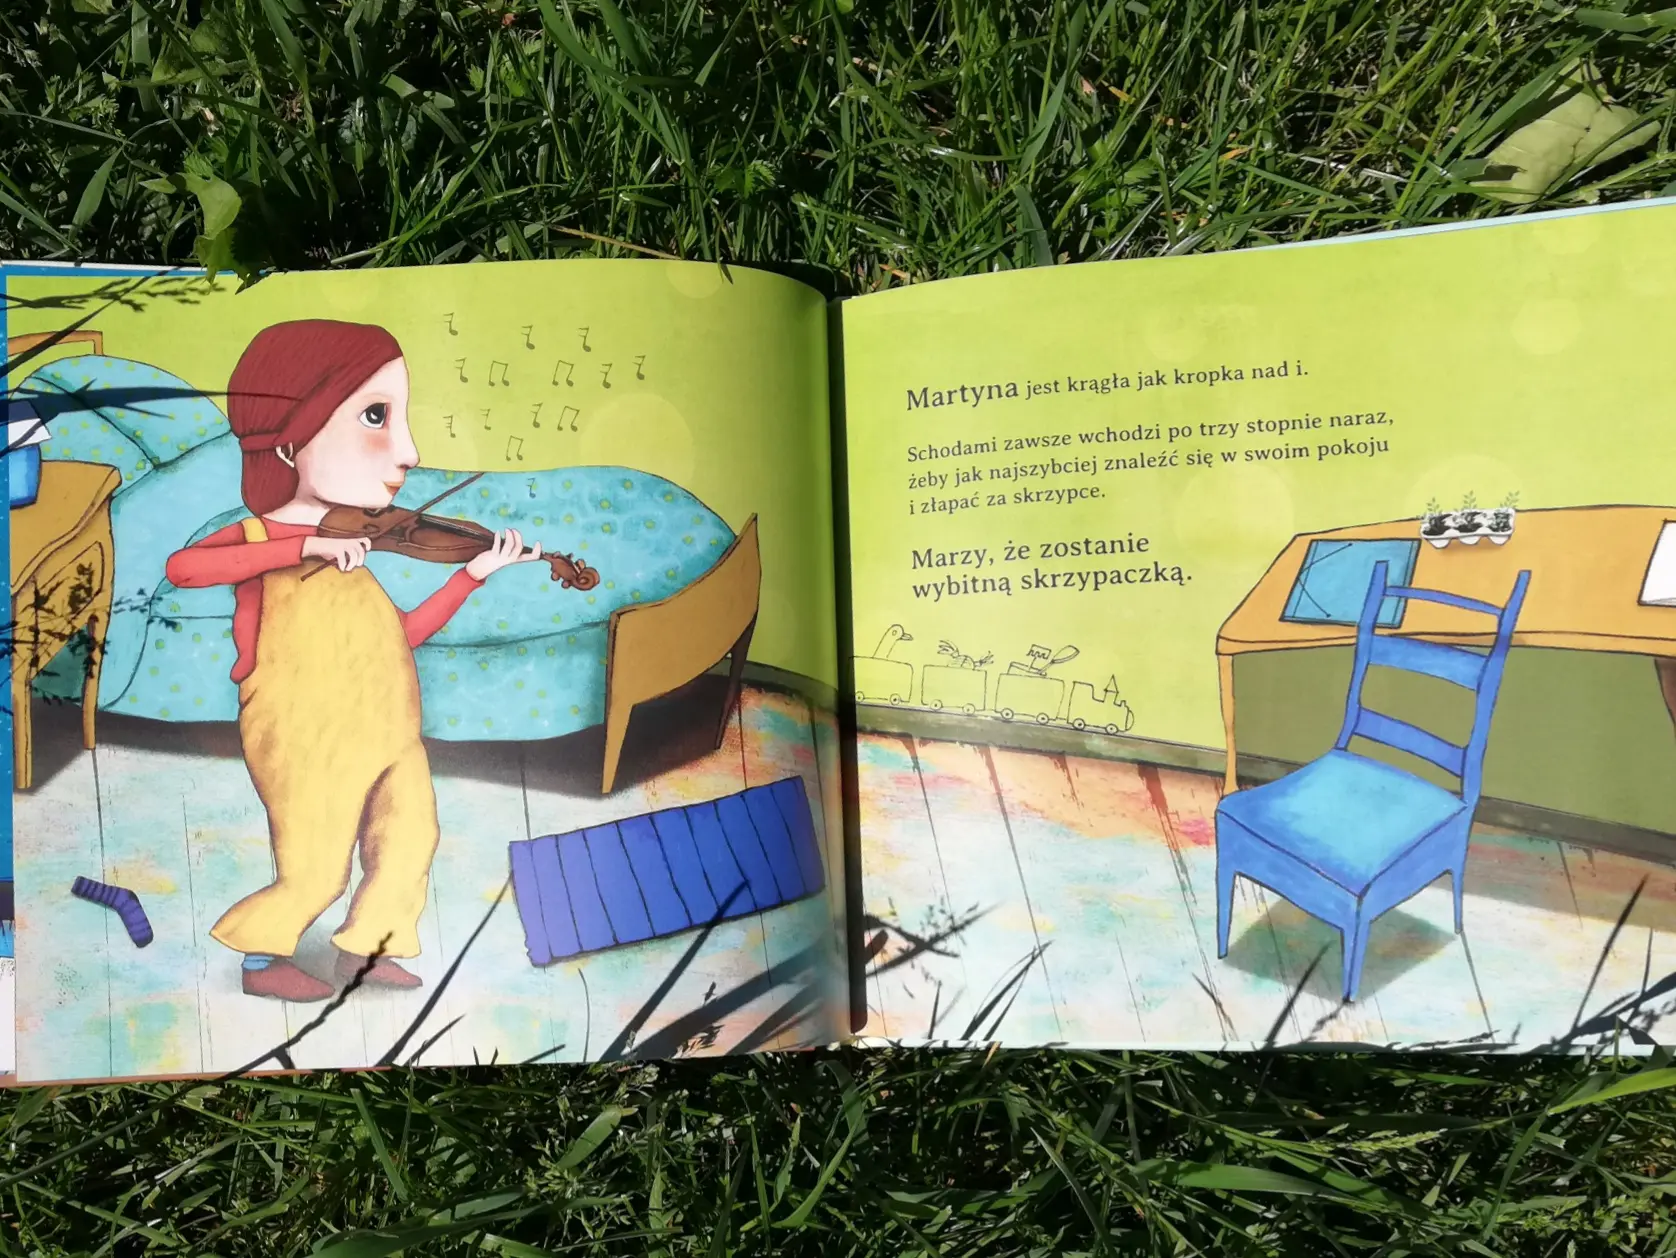 Martyna jest krągła jak kropka nad i.
Schodami zawsze wchodzi po trzy stopnie naraz,
żeby jak najszybciej znaleźć się w swoim pokoju
i złapać za skrzypce.
Marzy, że zostanie
wybitną skrzypaczką.